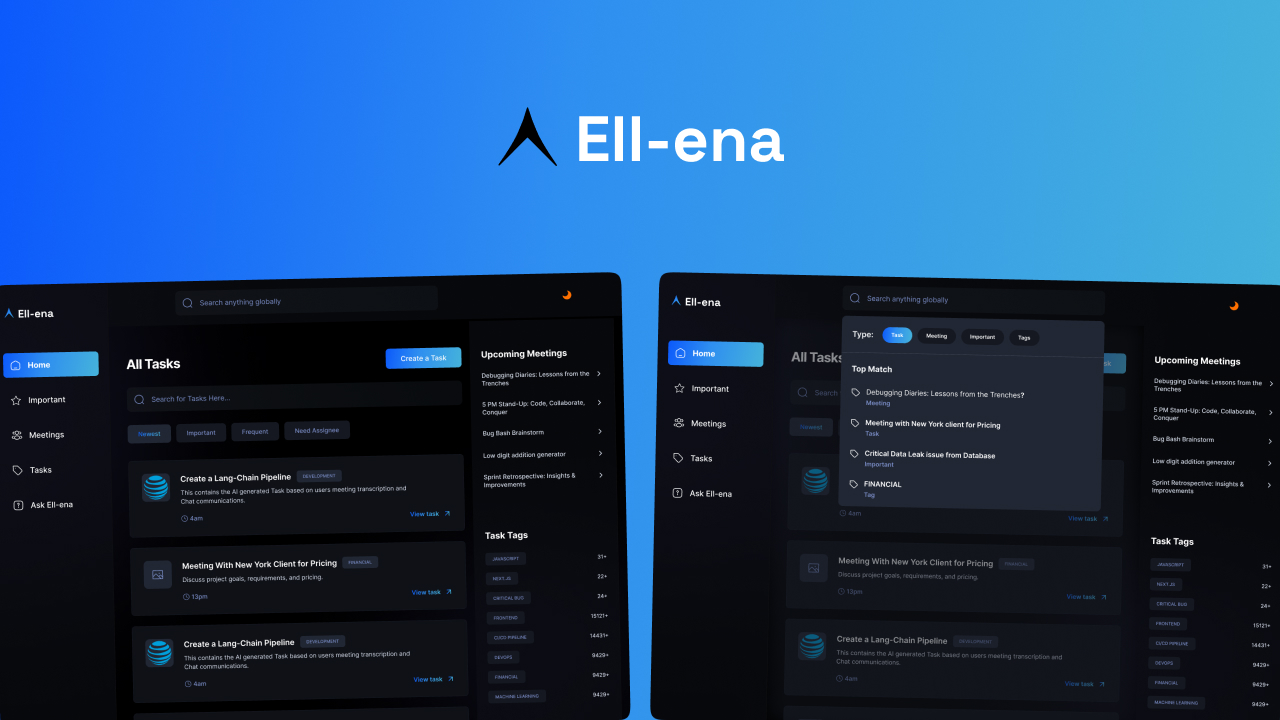 Ell-ena
Ell-ena
Search anything globally
Home
Important
Meetings
Tasks
Ask Ell-ena
All Tasks
Create a Task
Search for Tasks Here...
Newest
Important
Frequent
Need Assignee
Create a Lang-Chain Pipeline
DEVELOPMENT
This contains the AI generated Task based on users meeting transcription and
Chat communications.
4am
View task
Meeting With New York Client for Pricing
FINANCIAL
Discuss project goals, requirements, and pricing.
13pm
View task
Create a Lang-Chain Pipeline
DEVELOPMENT
This contains the AI generated Task based on users meeting transcription and
Chat communications.
4am
View task
Upcoming Meetings
Debugging Diaries: Lessons from the
Trenches
5 PM Stand-Up: Code, Collaborate,
Conquer
Bug Bash Brainstorm
Low digit addition generator
Sprint Retrospective: Insights &
Improvements
Task Tags
JAVASCRIPT 31+
NEXT.JS 22+
CRITICAL BUG 24+
FRONTEND 15121+
CI/CD PIPELINE 14431+
DEVOPS 9429+
FINANCIAL 9429+
MACHINE LEARNING 9429+
Ell-ena
Search anything globally
Home
Important
Meetings
Tasks
Ask Ell-ena
All Tasks
Search
Newest
Type:
Task
Meeting
Important
Tags
Top Match
Debugging Diaries: Lessons from the Trenches?
Meeting
Meeting with New York client for Pricing
Task
Critical Data Leak issue from Database
Important
FINANCIAL
Tag
4am
View task
Meeting With New York Client for Pricing
FINANCIAL
Discuss project goals, requirements, and pricing.
13pm
View task
Create a Lang-Chain Pipeline
DEVELOPMENT
This contains the AI generated Task based on users meeting transcription and
Chat communications.
4am
View task
Upcoming Meetings
Debugging Diaries: Lessons from the
Trenches
5 PM Stand-Up: Code, Collaborate,
Conquer
Bug Bash Brainstorm
Low digit addition generator
Sprint Retrospective: Insights &
Improvements
Task Tags
JAVASCRIPT 31+
NEXT.JS 22+
CRITICAL BUG 24+
FRONTEND 15121+
CI/CD PIPELINE 14431+
DEVOPS 9429+
FINANCIAL 9429+
MACHINE LEARNING 9429+